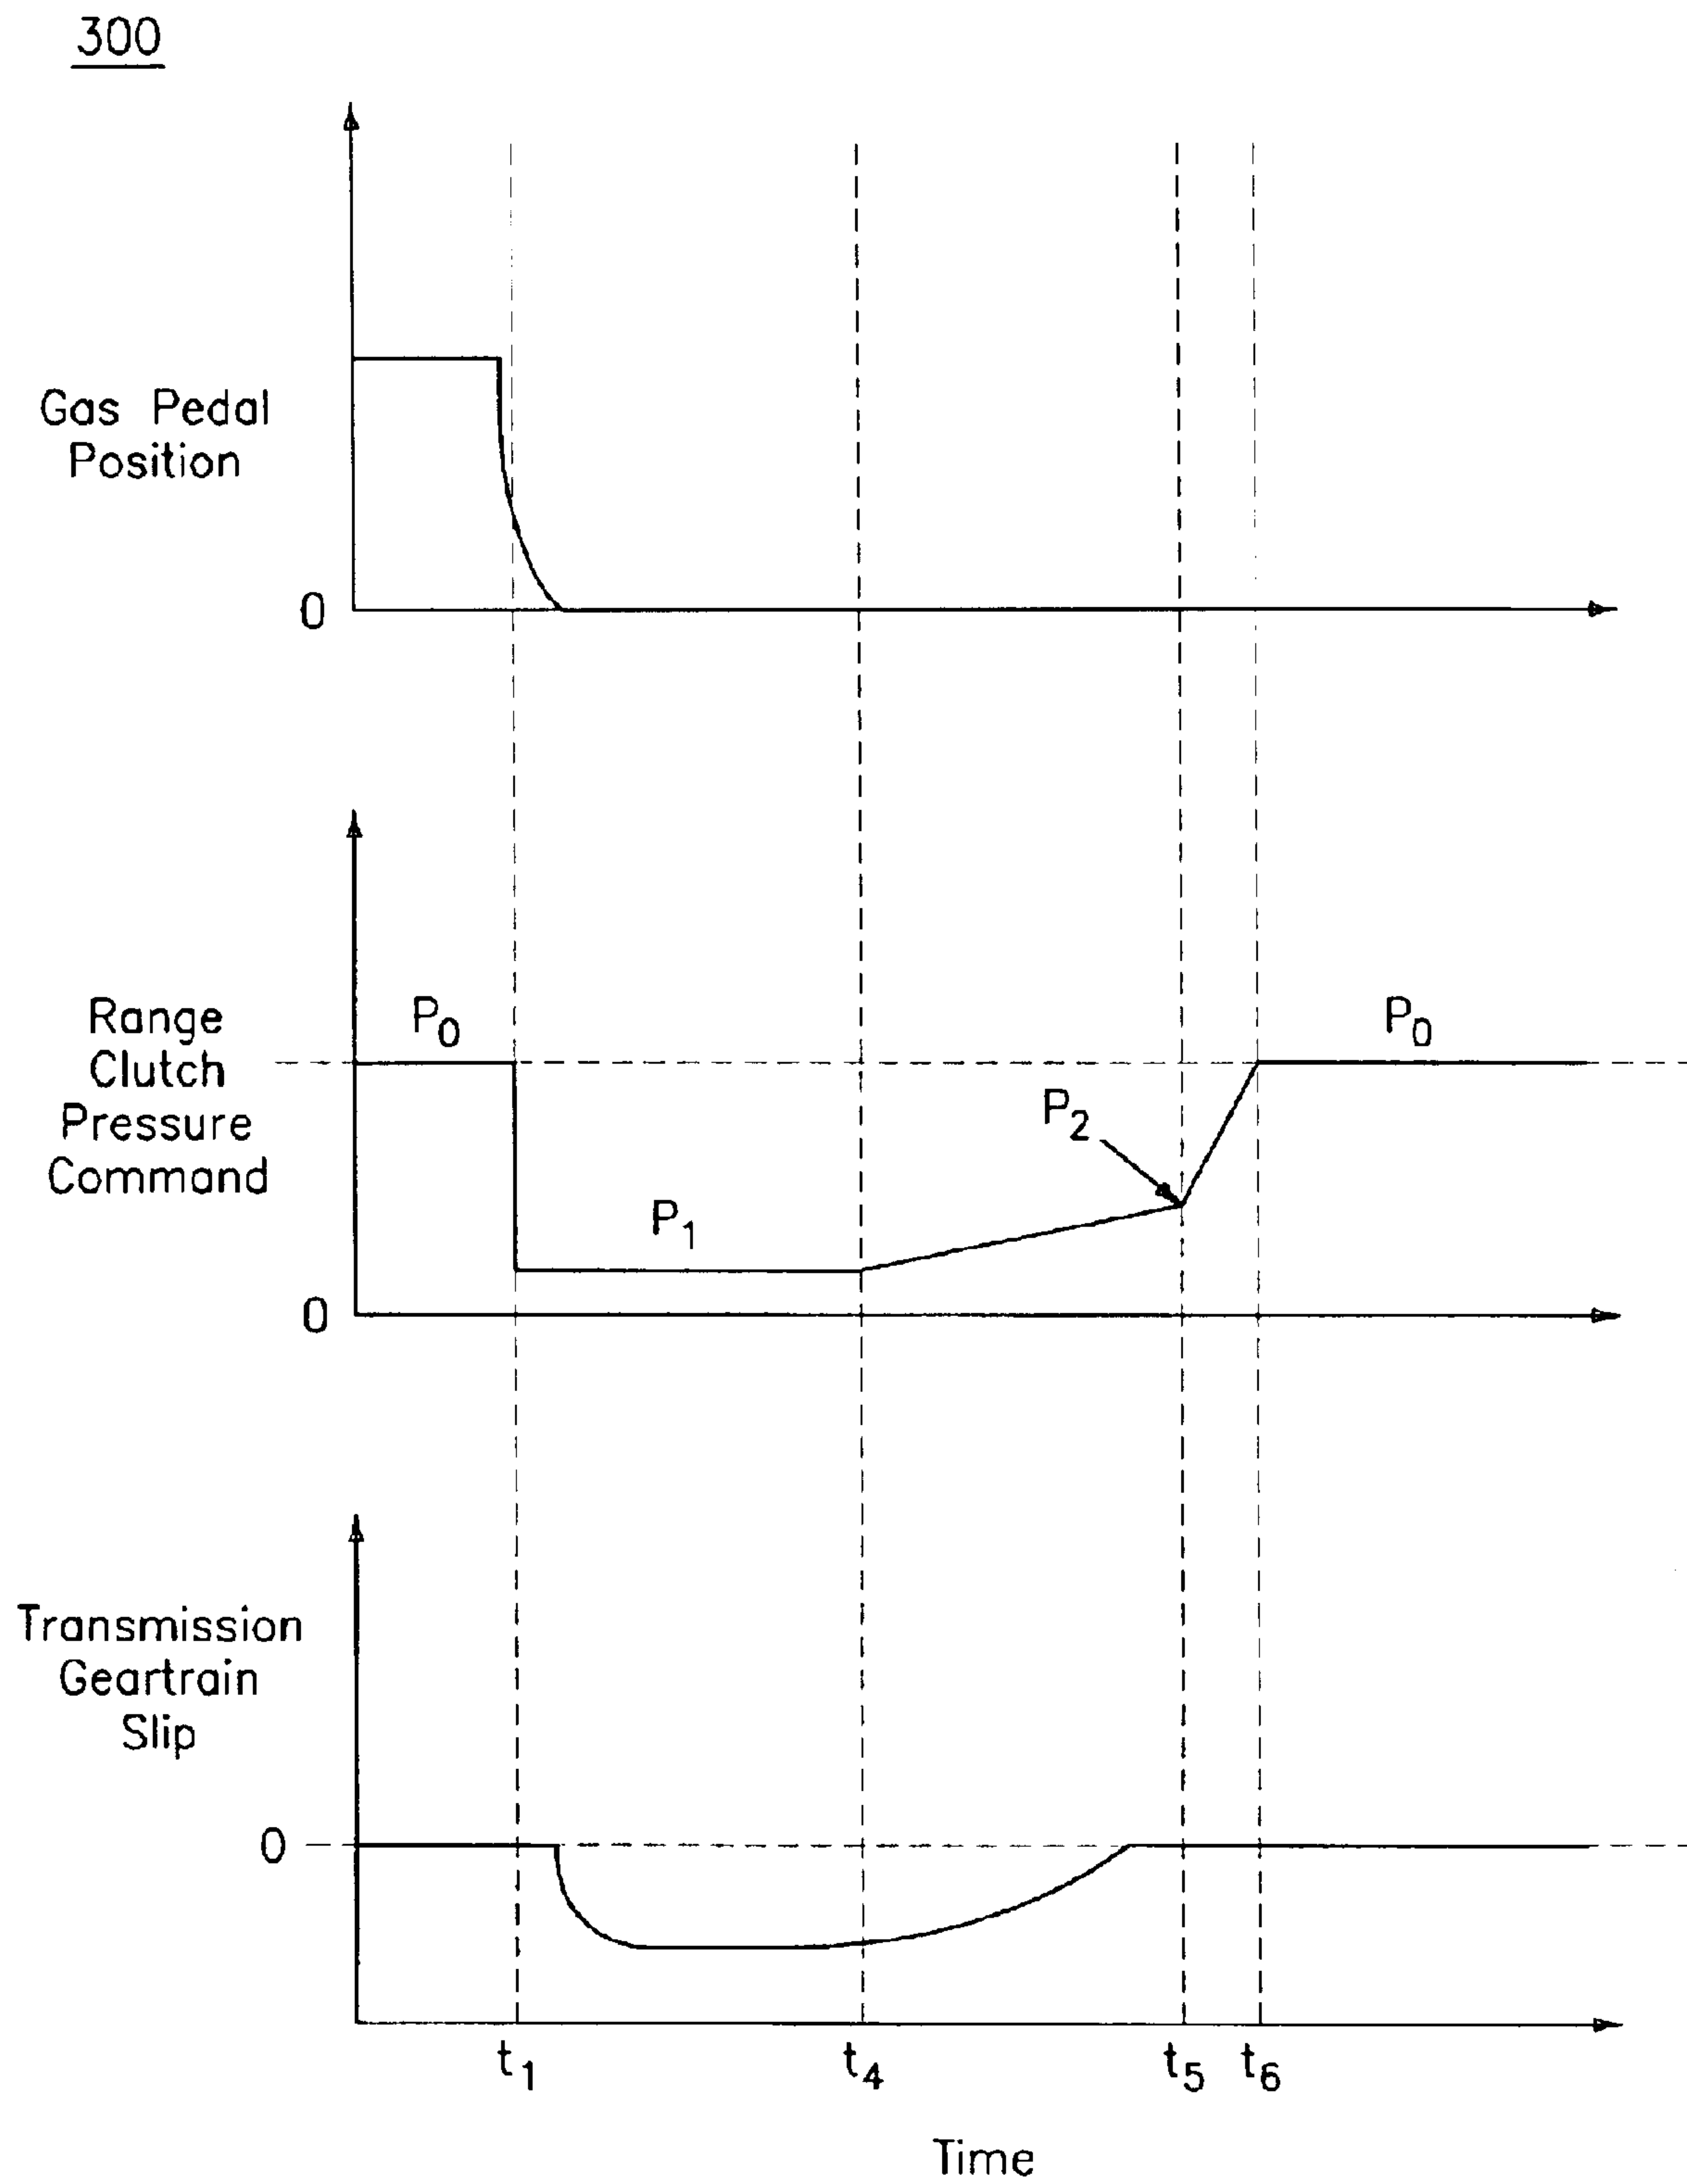 300
Gas Pedal
Position
0
Range
Clutch
Pressure
Command
P0
P0
P2
P1
0
Transmission
Geartrain
Slip
0
t1
t4
t5
t6
Time